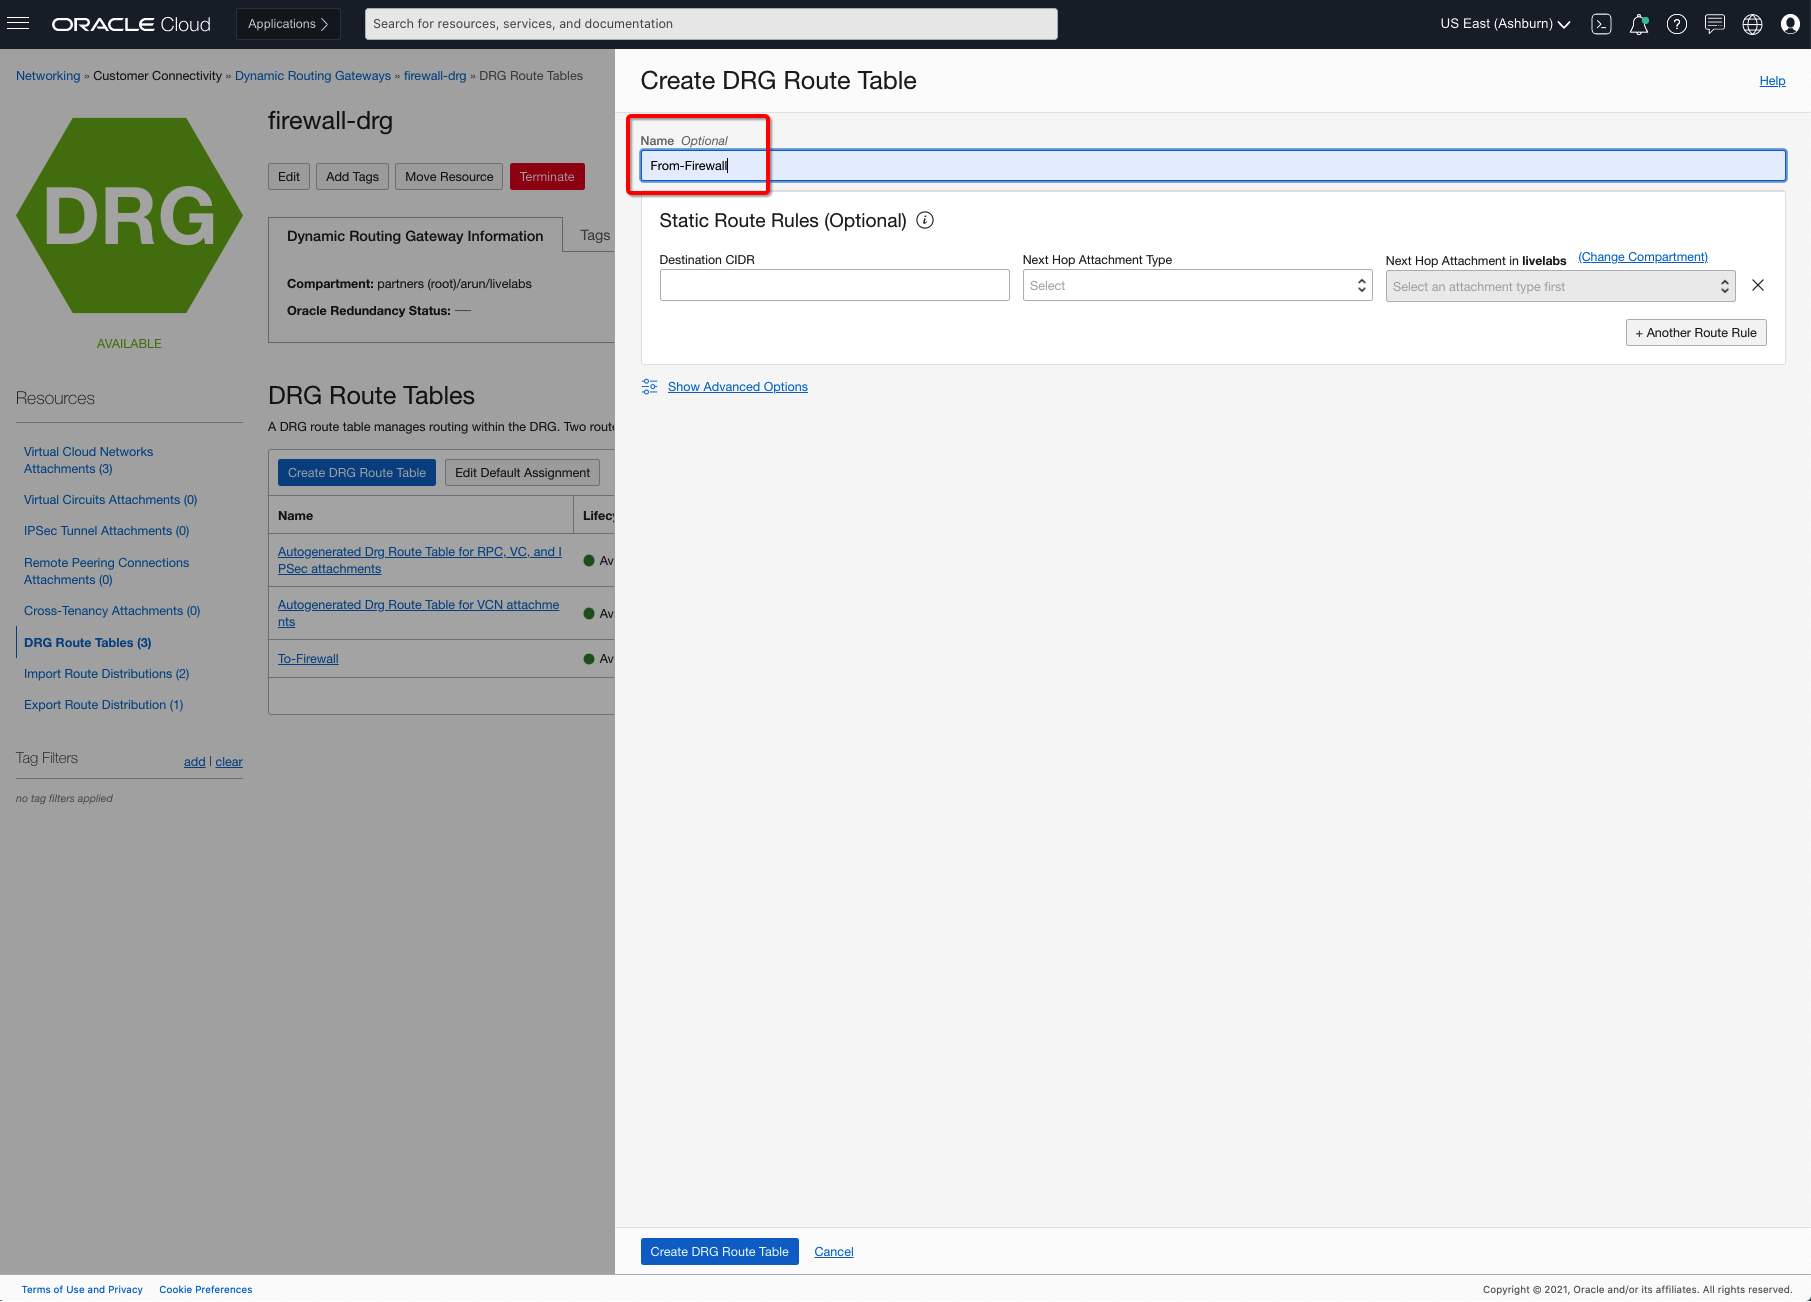 ORACLE Cloud
Applications
Search for resources, services, and documentation
US East (Ashburn)
Networking » Customer Connectivity » Dynamic Routing Gateways » firewall-drg » DRG Route Tables
DRG
AVAILABLE
firewall-drg
Edit
Add Tags
Move Resource
Terminate
Dynamic Routing Gateway Information
Tags
Compartment: partners (root)/arun/livelabs
Oracle Redundancy Status: —
Resources
Virtual Cloud Networks
Attachments (3)
Virtual Circuits Attachments (0)
IPSec Tunnel Attachments (0)
Remote Peering Connections
Attachments (0)
Cross-Tenancy Attachments (0)
DRG Route Tables (3)
Import Route Distributions (2)
Export Route Distribution (1)
Tag Filters
add | clear
no tag filters applied
DRG Route Tables
A DRG route table manages routing within the DRG. Two route
Create DRG Route Table
Edit Default Assignment
Name
Lifecy
Autogenerated Drg Route Table for RPC, VC, and I
PSec attachments
Av
Autogenerated Drg Route Table for VCN attachme
nts
Av
To-Firewall
Av
Create DRG Route Table
Help
Name Optional
From-Firewall
Static Route Rules (Optional)
Destination CIDR
Next Hop Attachment Type
Select
Next Hop Attachment in livelabs (Change Compartment)
Select an attachment type first
+ Another Route Rule
Show Advanced Options
Create DRG Route Table
Cancel
Terms of Use and Privacy
Cookie Preferences
Copyright © 2021, Oracle and/or its affiliates. All rights reserved.